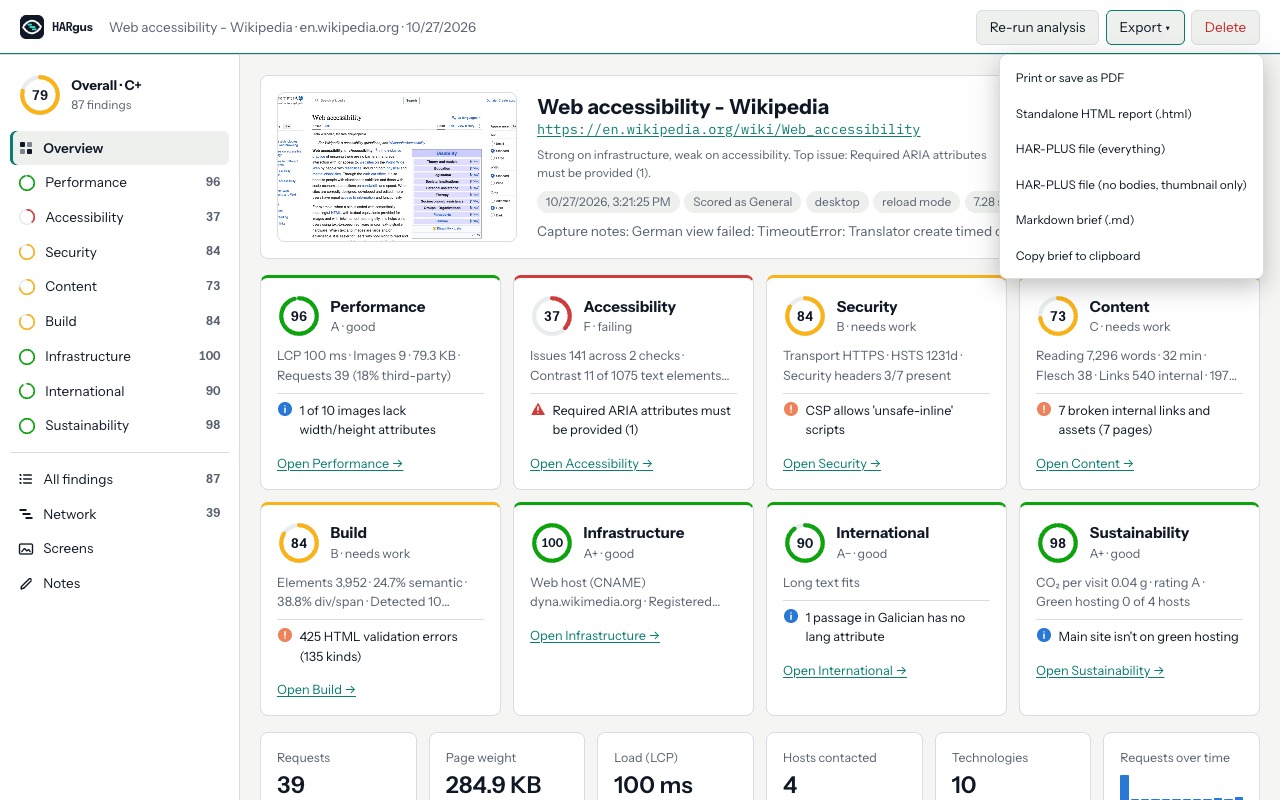 HARgus
Web accessibility - Wikipedia · en.wikipedia.org · 10/27/2026
Re-run analysis
Export ▾
Delete
Print or save as PDF
Standalone HTML report (.html)
HAR-PLUS file (everything)
HAR-PLUS file (no bodies, thumbnail only)
Markdown brief (.md)
Copy brief to clipboard
79
Overall · C+
87 findings
Overview
Performance 96
Accessibility 37
Security 84
Content 73
Build 84
Infrastructure 100
International 90
Sustainability 98
All findings 87
Network 39
Screens
Notes
Web accessibility
Disability
Web accessibility - Wikipedia
https://en.wikipedia.org/wiki/Web_accessibility
Strong on infrastructure, weak on accessibility. Top issue: Required ARIA attributes
must be provided (1).
10/27/2026, 3:21:25 PM
Scored as General
desktop
reload mode
7.28
Capture notes: German view failed: TimeoutError: Translator create timed
96
Performance
A · good
LCP 100 ms · Images 9 · 79.3 KB ·
Requests 39 (18% third-party)
1 of 10 images lack
width/height attributes
Open Performance →
37
Accessibility
F · failing
Issues 141 across 2 checks ·
Contrast 11 of 1075 text elements…
Required ARIA attributes must
be provided (1)
Open Accessibility →
84
Security
B · needs work
Transport HTTPS · HSTS 1231d ·
Security headers 3/7 present
CSP allows 'unsafe-inline'
scripts
Open Security →
73
Content
C · needs work
Reading 7,296 words · 32 min ·
Flesch 38 · Links 540 internal · 197…
7 broken internal links and
assets (7 pages)
Open Content →
84
Build
B · needs work
Elements 3,952 · 24.7% semantic ·
38.8% div/span · Detected 10…
425 HTML validation errors
(135 kinds)
Open Build →
100
Infrastructure
A+ · good
Web host (CNAME)
dyna.wikimedia.org · Registered…
Open Infrastructure →
90
International
A− · good
Long text fits
1 passage in Galician has no
lang attribute
Open International →
98
Sustainability
A+ · good
CO₂ per visit 0.04 g · rating A ·
Green hosting 0 of 4 hosts
Main site isn't on green hosting
Open Sustainability →
Requests
39
Page weight
284.9 KB
Load (LCP)
100 ms
Hosts contacted
4
Technologies
10
Requests over time